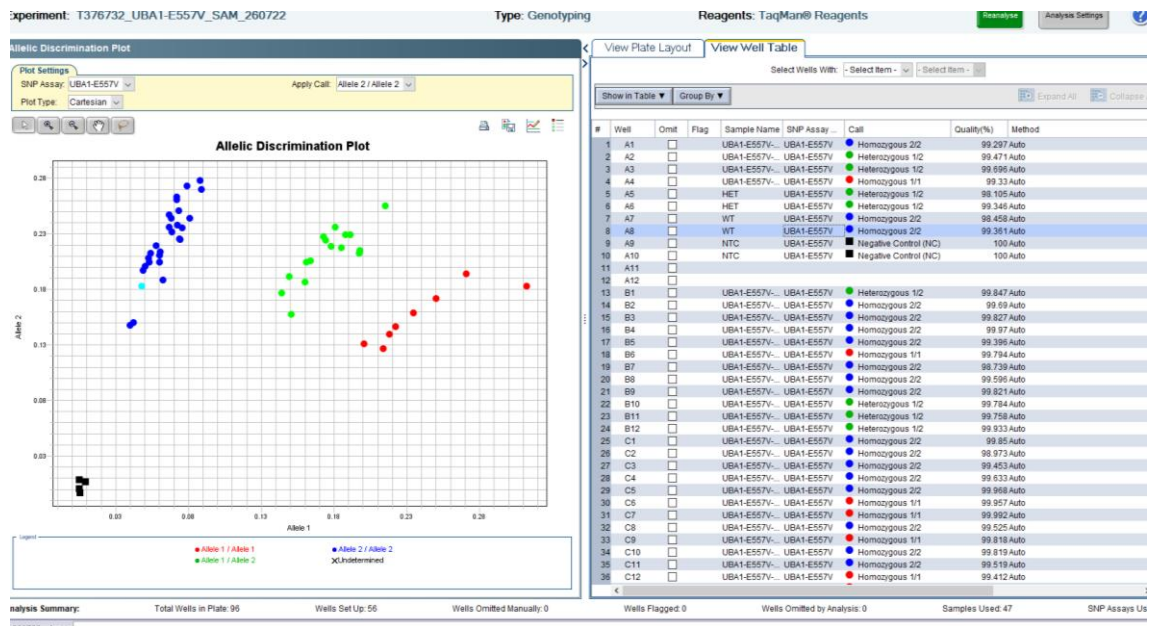 xperiment: T376732_UBA1-E557V_SAM_260722 Type: Genotyping Reagents: TaqMan® Reagents Reanalyse Analysis Settings ?
Allelic Discrimination Plot
Plot Settings
SNP Assay: UBA1-E557V Apply Call: Allele 2 / Allele 2
Plot Type: Cartesian
Allelic Discrimination Plot
0.28
0.23
0.18
0.13
0.08
0.03
Allele 2
0.03 0.08 0.13 0.18 0.23 0.28
Allele 1
Legend
Allele 1 / Allele 1 Allele 2 / Allele 2
Allele 1 / Allele 2 XUndetermined
View Plate Layout View Well Table
Select Wells With: - Select Item - - Select Item -
Show in Table ▼ Group By ▼ Expand All Collapse
# Well Omit Flag Sample Name SNP Assay ... Call Quality(%) Method
1 A1 UBA1-E557V-... UBA1-E557V Homozygous 2/2 99.297 Auto
2 A2 UBA1-E557V-... UBA1-E557V Heterozygous 1/2 99.471 Auto
3 A3 UBA1-E557V-... UBA1-E557V Heterozygous 1/2 99.696 Auto
4 A4 UBA1-E557V-... UBA1-E557V Homozygous 1/1 99.33 Auto
5 A5 HET UBA1-E557V Heterozygous 1/2 98.105 Auto
6 A6 HET UBA1-E557V Heterozygous 1/2 99.346 Auto
7 A7 WT UBA1-E557V Homozygous 2/2 98.458 Auto
8 A8 WT UBA1-E557V Homozygous 2/2 99.361 Auto
9 A9 NTC UBA1-E557V Negative Control (NC) 100 Auto
10 A10 NTC UBA1-E557V Negative Control (NC) 100 Auto
11 A11
12 A12
13 B1 UBA1-E557V-... UBA1-E557V Heterozygous 1/2 99.847 Auto
14 B2 UBA1-E557V-... UBA1-E557V Homozygous 2/2 99.69 Auto
15 B3 UBA1-E557V-... UBA1-E557V Homozygous 2/2 99.827 Auto
16 B4 UBA1-E557V-... UBA1-E557V Homozygous 2/2 99.97 Auto
17 B5 UBA1-E557V-... UBA1-E557V Homozygous 2/2 99.396 Auto
18 B6 UBA1-E557V-... UBA1-E557V Homozygous 1/1 99.794 Auto
19 B7 UBA1-E557V-... UBA1-E557V Homozygous 2/2 98.739 Auto
20 B8 UBA1-E557V-... UBA1-E557V Homozygous 2/2 99.596 Auto
21 B9 UBA1-E557V-... UBA1-E557V Homozygous 2/2 99.821 Auto
22 B10 UBA1-E557V-... UBA1-E557V Heterozygous 1/2 99.784 Auto
23 B11 UBA1-E557V-... UBA1-E557V Heterozygous 1/2 99.758 Auto
24 B12 UBA1-E557V-... UBA1-E557V Heterozygous 1/2 99.933 Auto
25 C1 UBA1-E557V-... UBA1-E557V Homozygous 2/2 99.85 Auto
26 C2 UBA1-E557V-... UBA1-E557V Homozygous 2/2 98.973 Auto
27 C3 UBA1-E557V-... UBA1-E557V Homozygous 2/2 99.453 Auto
28 C4 UBA1-E557V-... UBA1-E557V Homozygous 2/2 99.633 Auto
29 C5 UBA1-E557V-... UBA1-E557V Homozygous 2/2 99.968 Auto
30 C6 UBA1-E557V-... UBA1-E557V Homozygous 1/1 99.957 Auto
31 C7 UBA1-E557V-... UBA1-E557V Homozygous 1/1 99.992 Auto
32 C8 UBA1-E557V-... UBA1-E557V Homozygous 2/2 99.525 Auto
33 C9 UBA1-E557V-... UBA1-E557V Homozygous 1/1 99.818 Auto
34 C10 UBA1-E557V-... UBA1-E557V Homozygous 2/2 99.819 Auto
35 C11 UBA1-E557V-... UBA1-E557V Homozygous 2/2 99.519 Auto
36 C12 UBA1-E557V-... UBA1-E557V Homozygous 1/1 99.412 Auto
nalysis Summary: Total Wells in Plate: 96 Wells Set Up: 56 Wells Omitted Manually: 0 Wells Flagged: 0 Wells Omitted by Analysis: 0 Samples Used: 47 SNP Assays Us